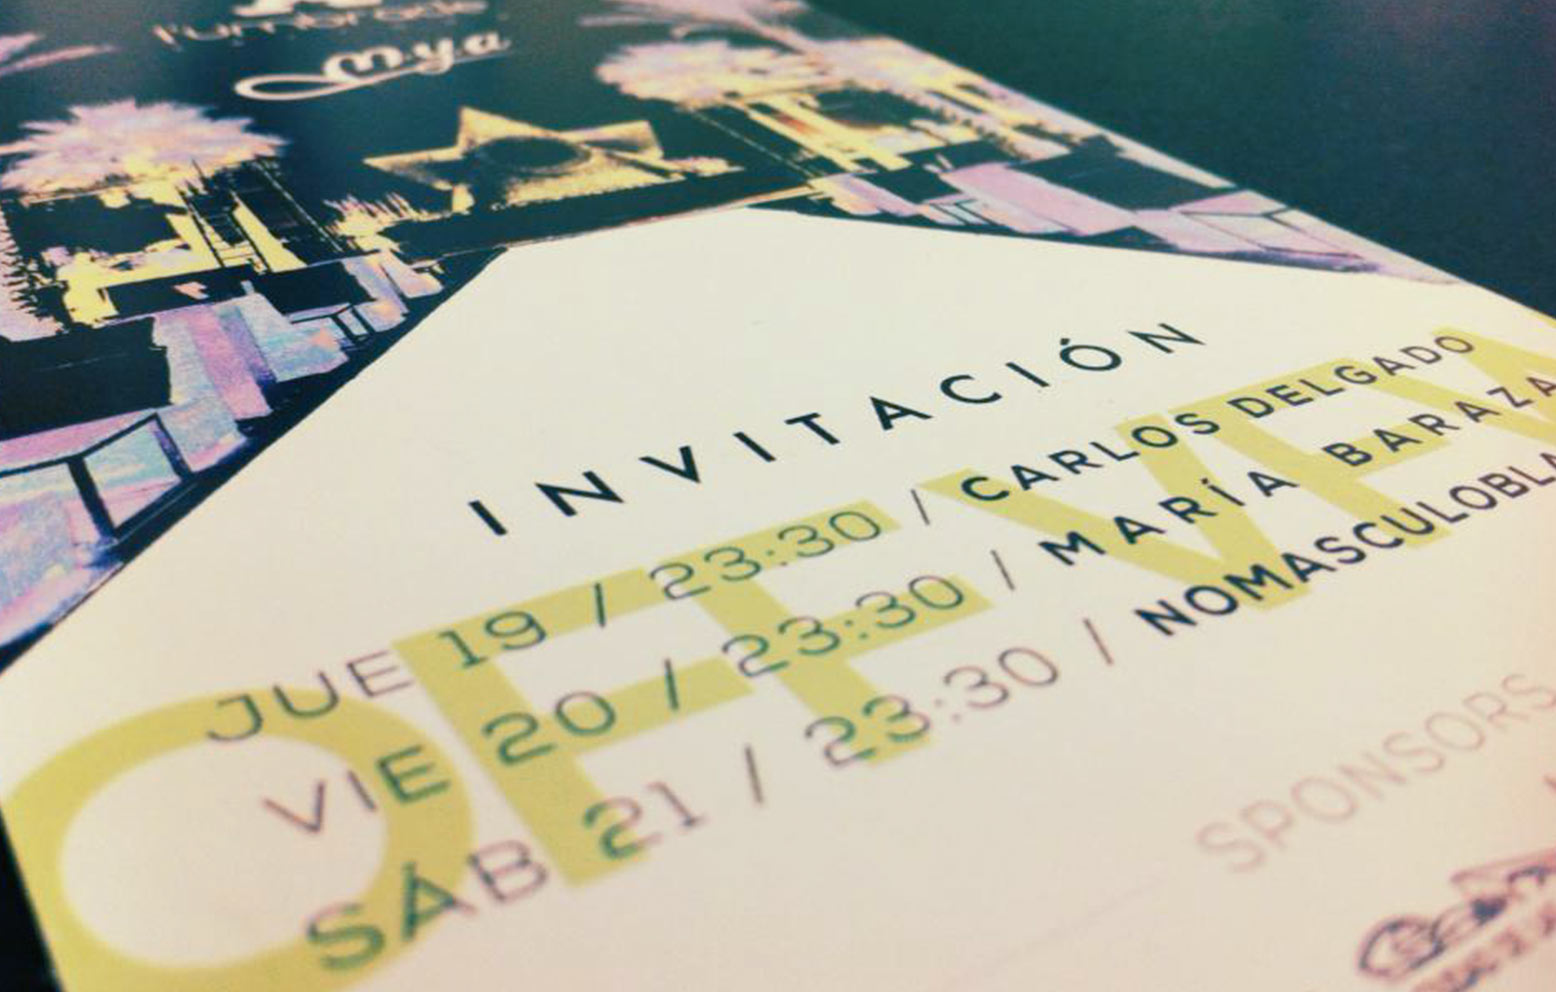 l'umbracle
mya
INVITACIÓN
JUE 19 / 23:30 / CARLOS DELGADO
VIE 20 / 23:30 / MARÍA BARAZA
SÁB 21 / 23:30 / NOMASCULOBLA
SPONSORS